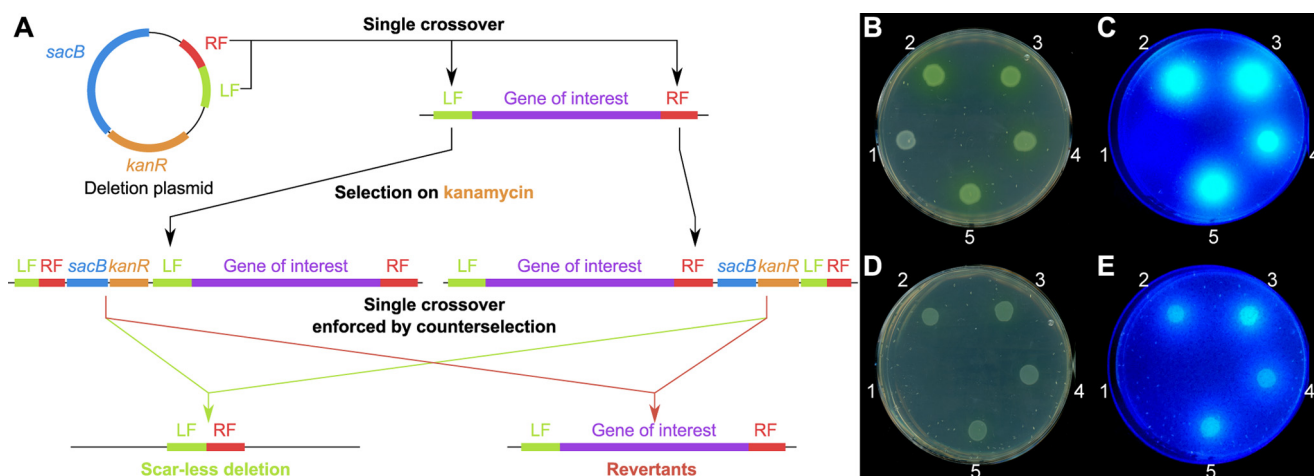 A
sacB
RF
LF
kanR
Deletion plasmid
Single crossover
LF Gene of interest RF
Selection on kanamycin
LF RF sacB kanR LF Gene of interest RF
LF Gene of interest RF sacB kanR LF RF
Single crossover
enforced by counterselection
LF RF
Scar-less deletion
LF Gene of interest RF
Revertants
B
2 3
1 4
5
C
2 3
1 4
5
D
2 3
1 4
5
E
2 3
1 4
5